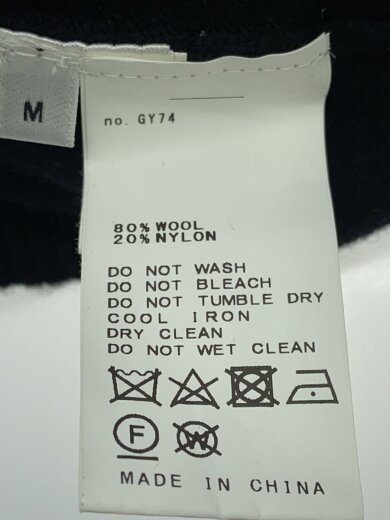 M
no. GY74
80% WOOL
20% NYLON
DO NOT WASH
DO NOT BLEACH
DO NOT TUMBLE DRY
COOL IRON
DRY CLEAN
DO NOT WET CLEAN
F W
MADE IN CHINA